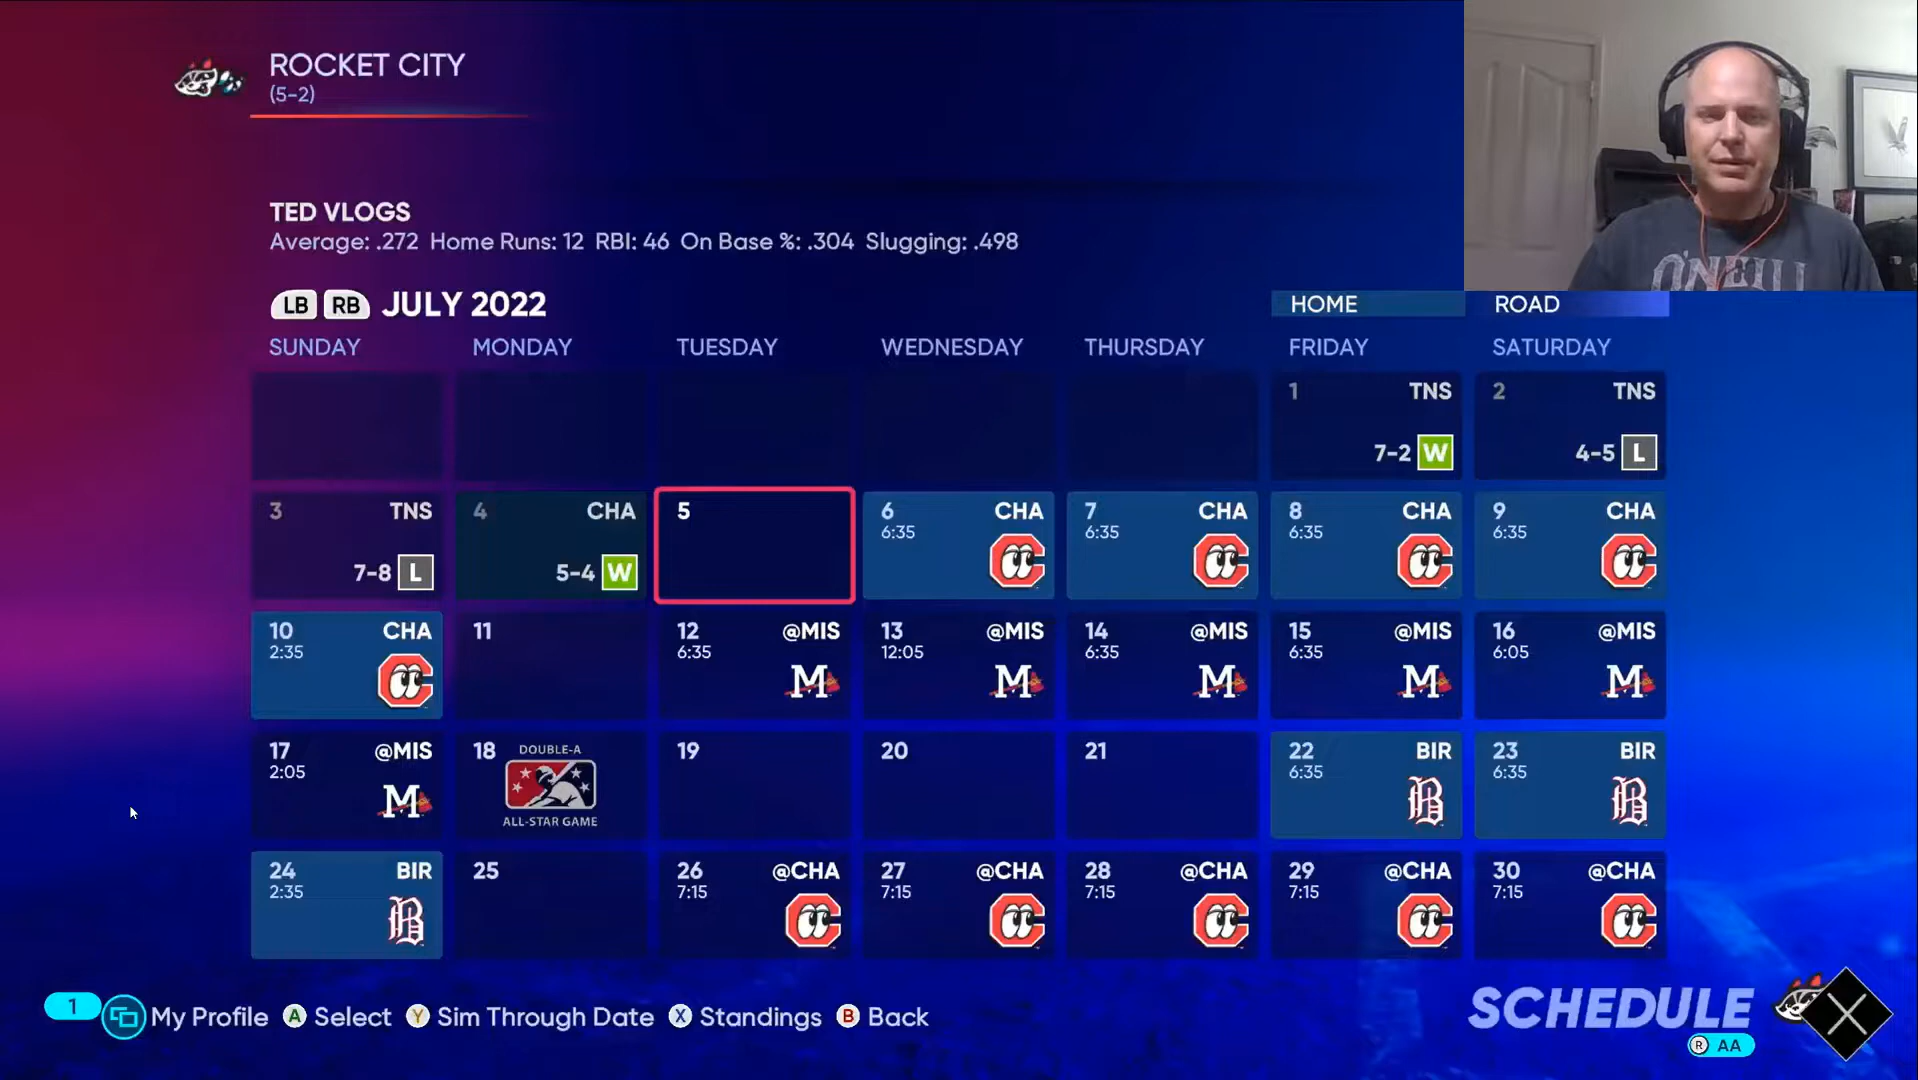 ROCKET CITY
(5-2)
TED VLOGS
Average: .272 Home Runs: 12 RBI: 46 On Base %: .304 Slugging: .498
LB RB JULY 2022 HOME ROAD
SUNDAY MONDAY TUESDAY WEDNESDAY THURSDAY FRIDAY SATURDAY
1 TNS 2 TNS
7-2 W 4-5 L
3 TNS 4 CHA 5 6 CHA 7 CHA 8 CHA 9 CHA
6:35 6:35 6:35 6:35
7-8 L 5-4 W C C C C
10 CHA 11 12 @MIS 13 @MIS 14 @MIS 15 @MIS 16 @MIS
2:35 6:35 12:05 6:35 6:35 6:05
C M M M M M
17 @MIS 18 DOUBLE-A 19 20 21 22 BIR 23 BIR
2:05 6:35 6:35
M B B
ALL-STAR GAME
24 BIR 25 26 @CHA 27 @CHA 28 @CHA 29 @CHA 30 @CHA
2:35 7:15 7:15 7:15 7:15 7:15
B C C C C C
1 My Profile A Select Y Sim Through Date X Standings B Back SCHEDULE
R AA
O'NEILL